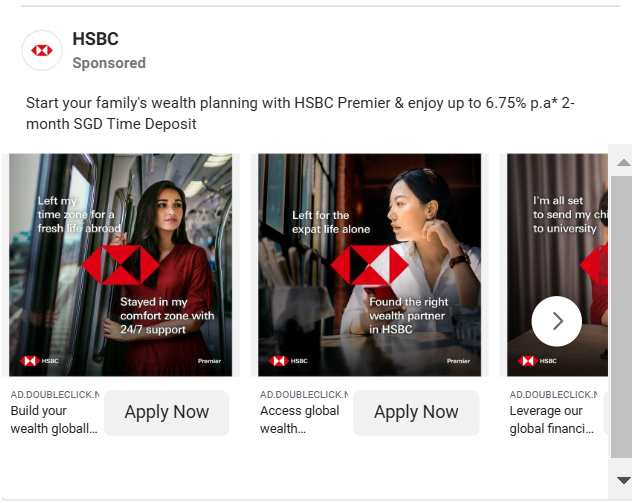 HSBC
Sponsored
Start your family's wealth planning with HSBC Premier & enjoy up to 6.75% p.a* 2-
month SGD Time Deposit
Left my
time zone for a
fresh life abroad
Stayed in my
comfort zone with
24/7 support
HSBC
Premier
Left for the
expat life alone
Found the right
wealth partner
in HSBC
HSBC
Premier
I'm all set
to send my chi
to university
HSBC
AD.DOUBLECLICK.N
Build your
wealth globall...
Apply Now
AD.DOUBLECLICK.N
Access global
wealth...
Apply Now
AD.DOUBLECLICK.N
Leverage our
global financi...